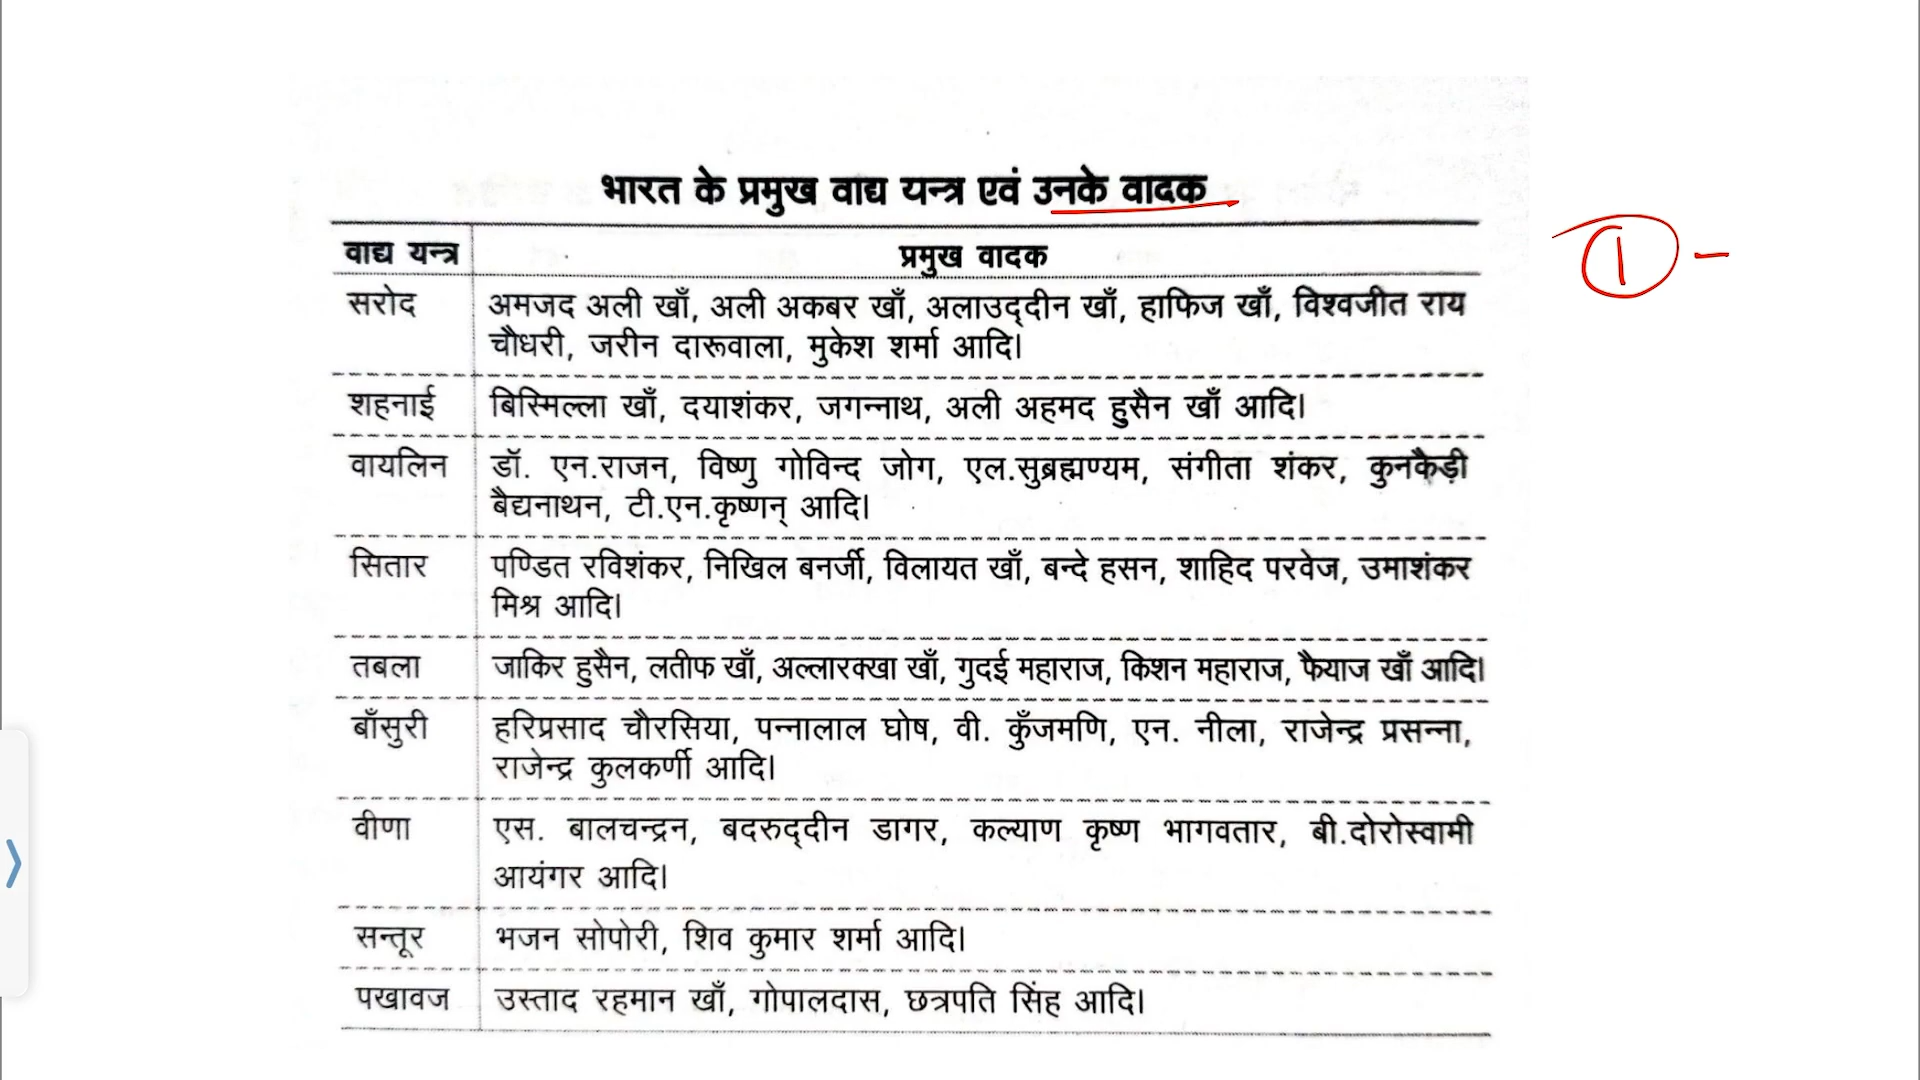 भारत के प्रमुख वाद्य यन्त्र एवं उनके वादक
वाद्य यन्त्र प्रमुख वादक
सरोद अमजद अली खाँ, अली अकबर खाँ, अलाउद्दीन खाँ, हाफिज खाँ, विश्वजीत राय
चौधरी, जरीन दारूवाला, मुकेश शर्मा आदि।
शहनाई बिस्मिल्ला खाँ, दयाशंकर, जगन्नाथ, अली अहमद हुसैन खाँ आदि।
वायलिन डॉ. एन.राजन, विष्णु गोविन्द जोग, एल.सुब्रह्मण्यम, संगीता शंकर, कुनकैड़ी
बैद्यनाथन, टी.एन.कृष्णन् आदि।
सितार पण्डित रविशंकर, निखिल बनर्जी, विलायत खाँ, बन्दे हसन, शाहिद परवेज, उमाशंकर
मिश्र आदि।
तबला जाकिर हुसैन, लतीफ खाँ, अल्लारक्खा खाँ, गुदई महाराज, किशन महाराज, फैयाज खाँ आदि।
बाँसुरी हरिप्रसाद चौरसिया, पन्नालाल घोष, वी. कुँजमणि, एन. नीला, राजेन्द्र प्रसन्ना,
राजेन्द्र कुलकर्णी आदि।
वीणा एस. बालचन्द्रन, बदरुद्दीन डागर, कल्याण कृष्ण भागवतार, बी.दोरोस्वामी
आयंगर आदि।
सन्तूर भजन सोपोरी, शिव कुमार शर्मा आदि।
पखावज उस्ताद रहमान खाँ, गोपालदास, छत्रपति सिंह आदि।
① -